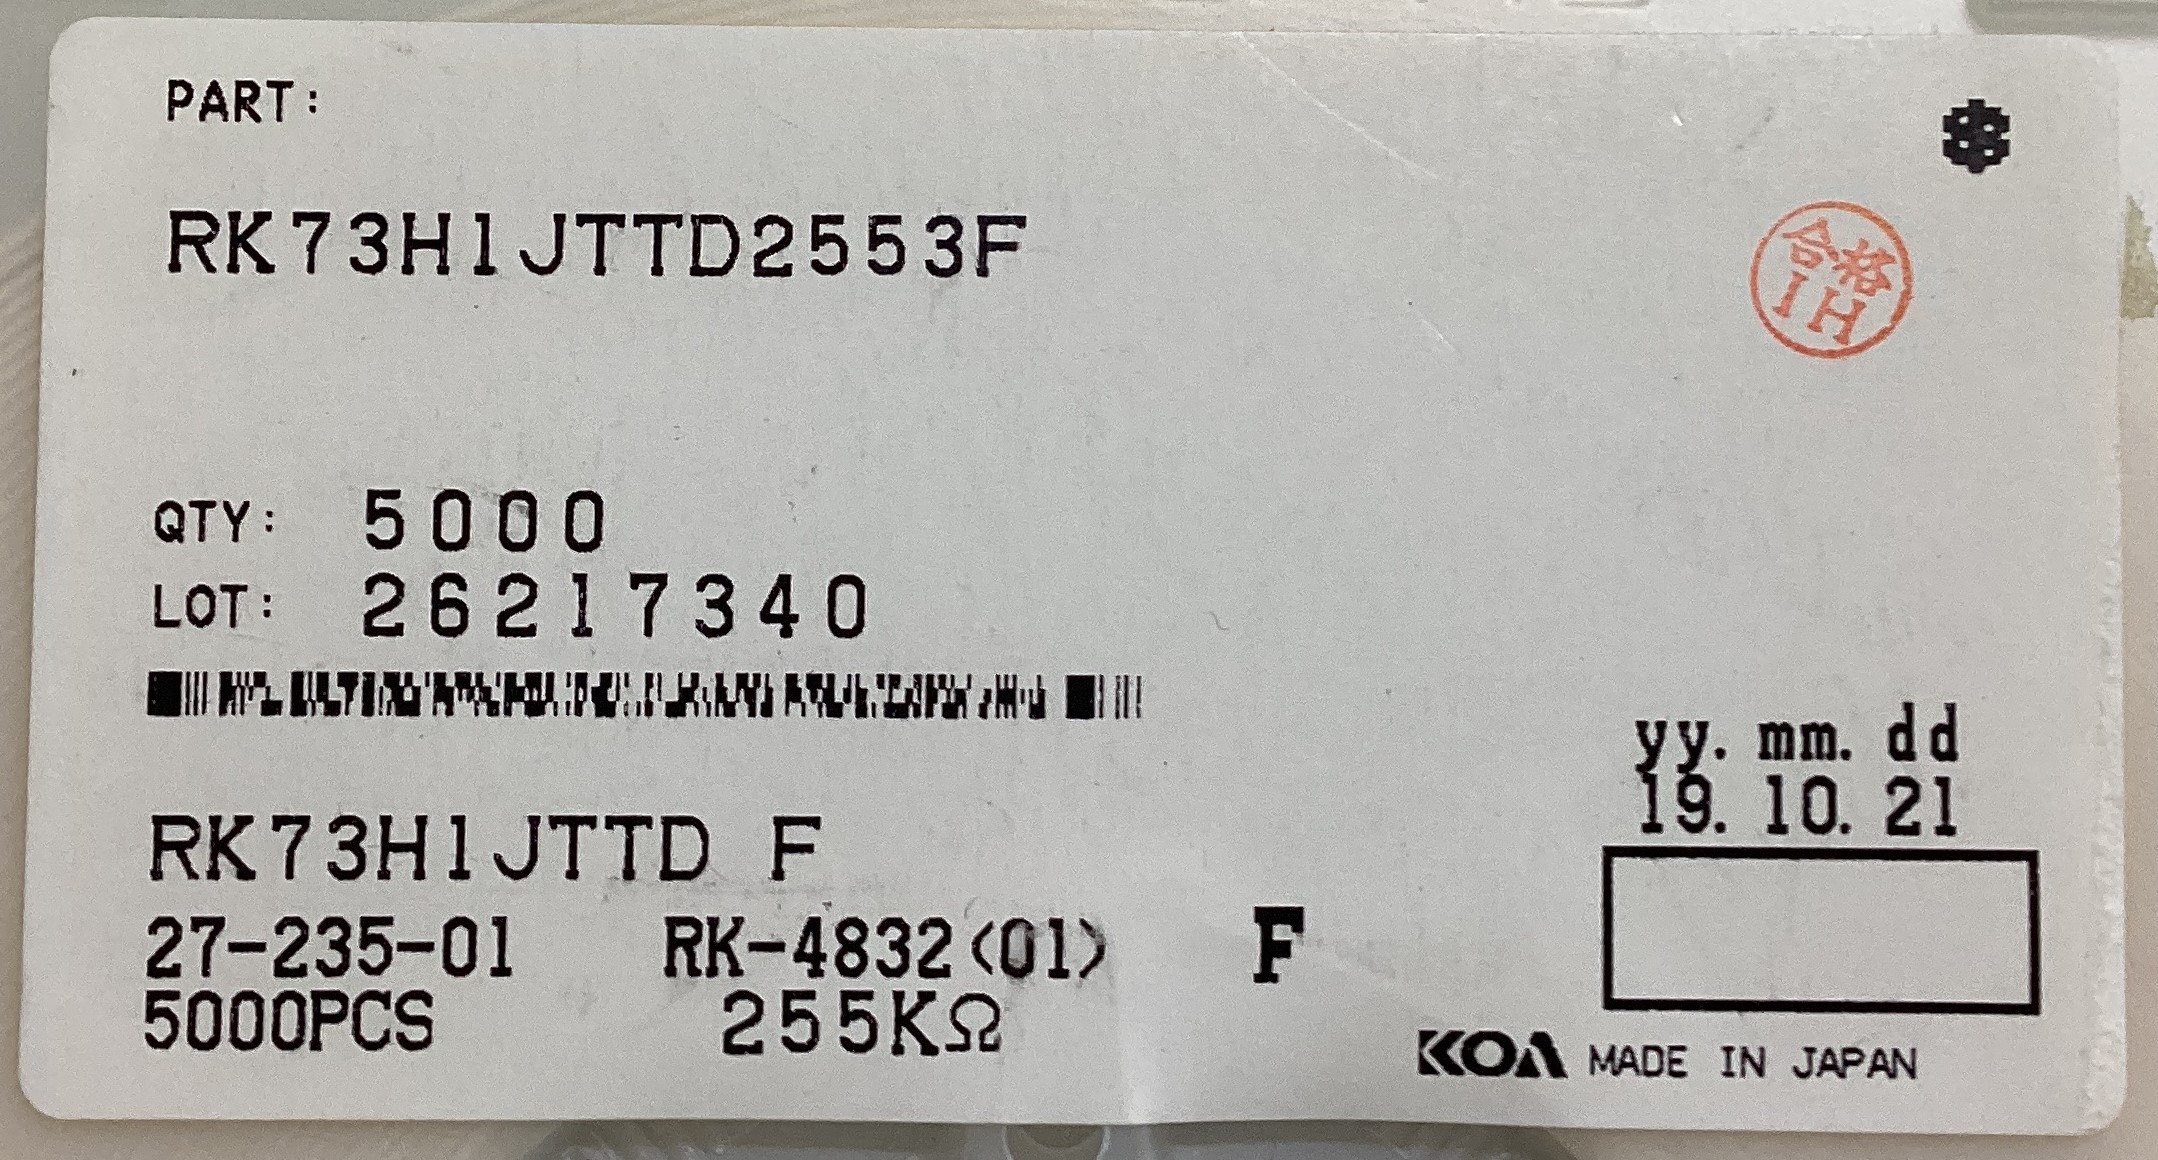 PART:
RK73H1JTTD2553F
合格
IH
QTY: 5000
LOT: 26217340
yy. mm. dd
19. 10. 21
RK73H1JTTD F
27-235-01 RK-4832(01) F
5000PCS 255KΩ
KOA MADE IN JAPAN